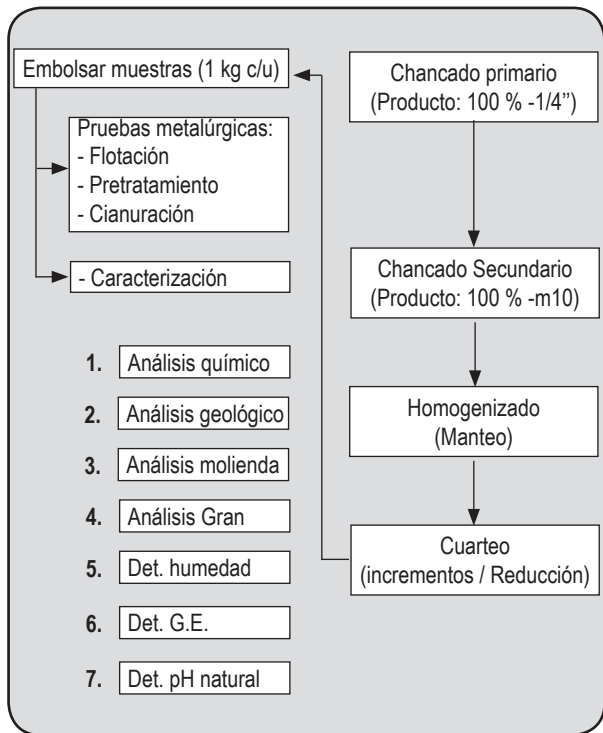 Embolsar muestras (1 kg c/u)
Pruebas metalúrgicas:
- Flotación
- Pretratamiento
- Cianuración
- Caracterización
1. Análisis químico
2. Análisis geológico
3. Análisis molienda
4. Análisis Gran
5. Det. humedad
6. Det. G.E.
7. Det. pH natural
Chancado primario
(Producto: 100 % -1/4’’)
Chancado Secundario
(Producto: 100 % -m10)
Homogenizado
(Manteo)
Cuarteo
(incrementos / Reducción)